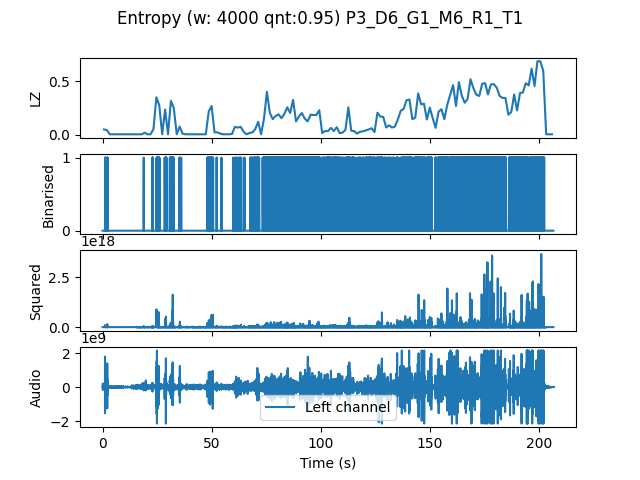 Entropy (w: 4000 qnt:0.95) P3_D6_G1_M6_R1_T1
LZ
0.5
0.0
Binarised
1
0
1e18
Squared
2.5
0.0
1e9
Audio
2
0
−2
Left channel
0 50 100 150 200
Time (s)